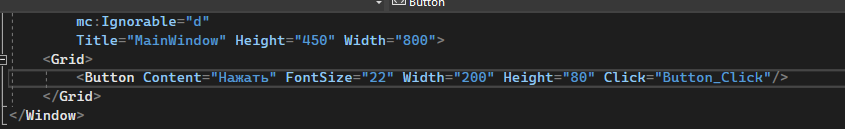 Button
mc:Ignorable="d"
Title="MainWindow" Height="450" Width="800">
<Grid>
<Button Content="Нажать" FontSize="22" Width="200" Height="80" Click="Button_Click"/>
</Grid>
</Window>